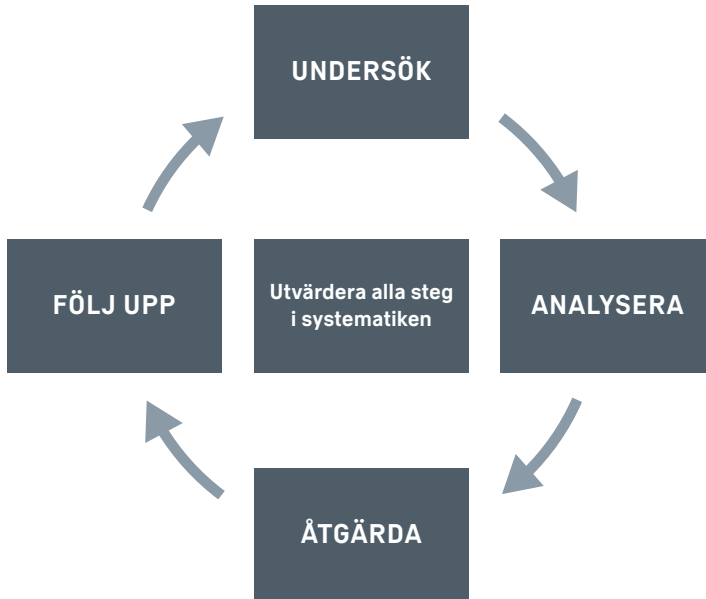 UNDERSÖK
FÖLJ UPP
Utvärdera alla steg
i systematiken
ANALYSERA
ÅTGÄRDA